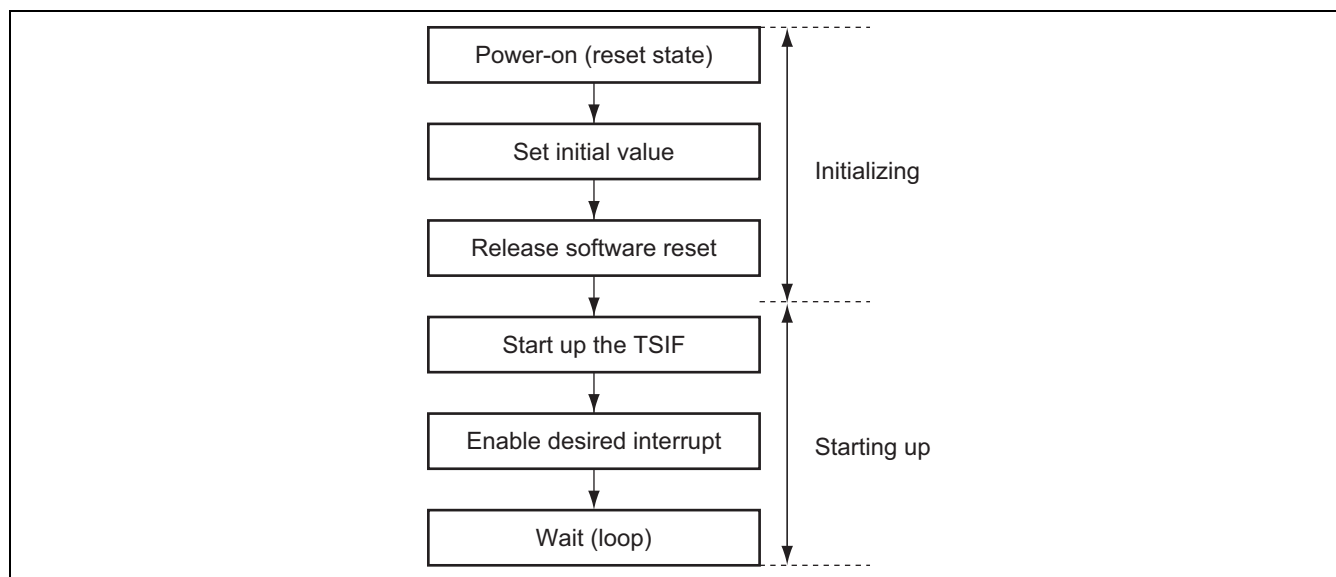 Power-on (reset state)
Set initial value
Initializing
Release software reset
Start up the TSIF
Enable desired interrupt
Starting up
Wait (loop)